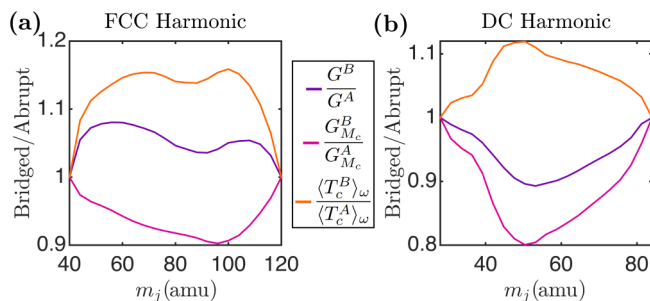 (a) FCC Harmonic
Bridged/Abrupt
1.2
1.1
1
0.9
40 60 80 100 120
m_j(amu)
G^B/G^A
G^B_{M_c}/G^A_{M_c}
⟨T_c^B⟩_ω/⟨T_c^A⟩_ω
(b) DC Harmonic
Bridged/Abrupt
1.1
1
0.9
0.8
40 60 80
m_j(amu)